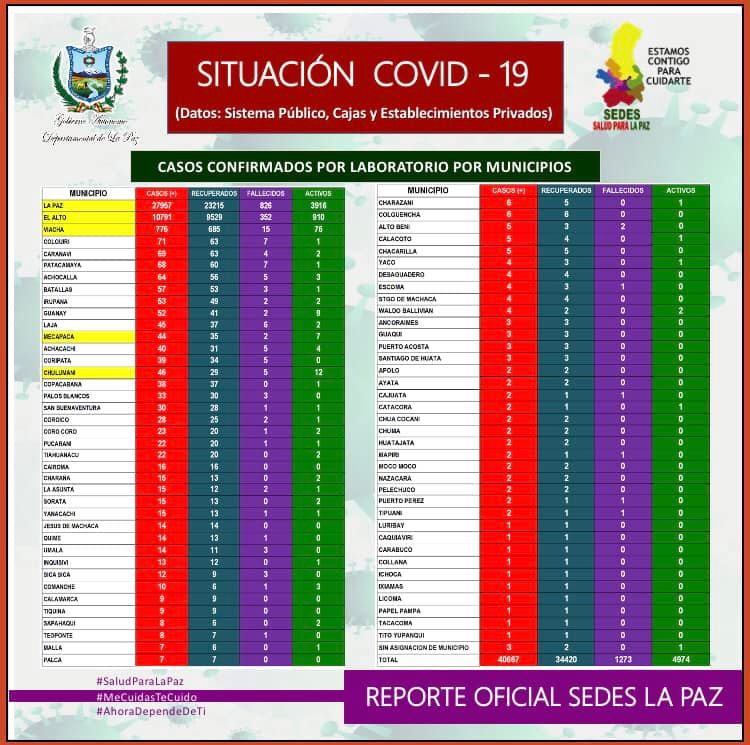 Gobierno Autónomo
Departamental de La Paz
SITUACIÓN COVID - 19
(Datos: Sistema Público, Cajas y Establecimientos Privados)
ESTAMOS
CONTIGO
PARA
CUIDARTE
SEDES
SALUD PARA LA PAZ
CASOS CONFIRMADOS POR LABORATORIO POR MUNICIPIOS
MUNICIPIO CASOS (+) RECUPERADOS FALLECIDOS ACTIVOS
LA PAZ 27957 23215 826 3916
EL ALTO 10791 9529 352 910
VIACHA 776 685 15 76
COLQUIRI 71 63 7 1
CARANAVI 69 63 4 2
PATACAMAYA 68 60 7 1
ACHOCALLA 64 56 5 3
BATALLAS 57 53 3 1
IRUPANA 53 49 2 2
GUANAY 52 41 2 9
LAJA 45 37 6 2
MECAPACA 44 35 2 7
ACHACACHI 40 31 5 4
CORIPATA 39 34 5 0
CHULUMANI 46 29 5 12
COPACABANA 38 37 0 1
PALOS BLANCOS 33 30 3 0
SAN BUENAVENTURA 30 28 1 1
COROICO 28 25 2 1
CORO CORO 23 20 1 2
PUCARANI 22 20 1 1
TIAHUANACU 22 20 0 2
CAIROMA 16 16 0 0
CHARAÑA 15 13 0 2
LA ASUNTA 15 12 2 1
SORATA 15 13 0 2
YANACACHI 15 13 1 1
JESUS DE MACHACA 14 14 0 0
QUIME 14 13 1 0
UMALA 14 11 3 0
INQUISIVI 13 12 0 1
SICA SICA 12 9 3 0
COMANCHE 10 6 1 3
CALAMARCA 9 9 0 0
TIQUINA 9 9 0 0
SAPAHAQUI 8 6 0 2
TEOPONTE 8 7 1 0
MALLA 7 6 0 1
PALCA 7 7 0 0
MUNICIPIO CASOS (+) RECUPERADOS FALLECIDOS ACTIVOS
CHARAZANI 6 5 0 1
COLQUENCHA 6 6 0 0
ALTO BENI 5 3 2 0
CALACOTO 5 4 0 1
CHACARILLA 5 5 0 0
YACO 4 3 0 1
DESAGUADERO 4 4 0 0
ESCOMA 4 3 1 0
STGO DE MACHACA 4 4 0 0
WALDO BALLIVIAN 4 2 0 2
ANCORAIMES 3 3 0 0
GUAQUI 3 3 0 0
PUERTO ACOSTA 3 3 0 0
SANTIAGO DE HUATA 3 3 0 0
APOLO 2 2 0 0
AYATA 2 2 0 0
CAJUATA 2 1 1 0
CATACORA 2 1 0 1
CHUA COCANI 2 2 0 0
CHUMA 2 2 0 0
HUATAJATA 2 2 0 0
MAPIRI 2 1 1 0
MOCO MOCO 2 2 0 0
NAZACARA 2 2 0 0
PELECHUCO 2 2 0 0
PUERTO PEREZ 2 1 1 0
TIPUANI 2 1 1 0
LURIBAY 1 1 0 0
CAQUIAVIRI 1 1 0 0
CARABUCO 1 1 0 0
COLLANA 1 1 0 0
ICHOCA 1 1 0 0
IXIAMAS 1 1 0 0
LICOMA 1 1 0 0
PAPEL PAMPA 1 1 0 0
TACACOMA 1 1 0 0
TITO YUPANQUI 1 1 0 0
SIN ASIGNACION DE MUNICIPIO 3 2 0 1
TOTAL 40667 34420 1273 4974
#SaludParaLaPaz
#MeCuidasTeCuido
#AhoraDependeDeTi
REPORTE OFICIAL SEDES LA PAZ